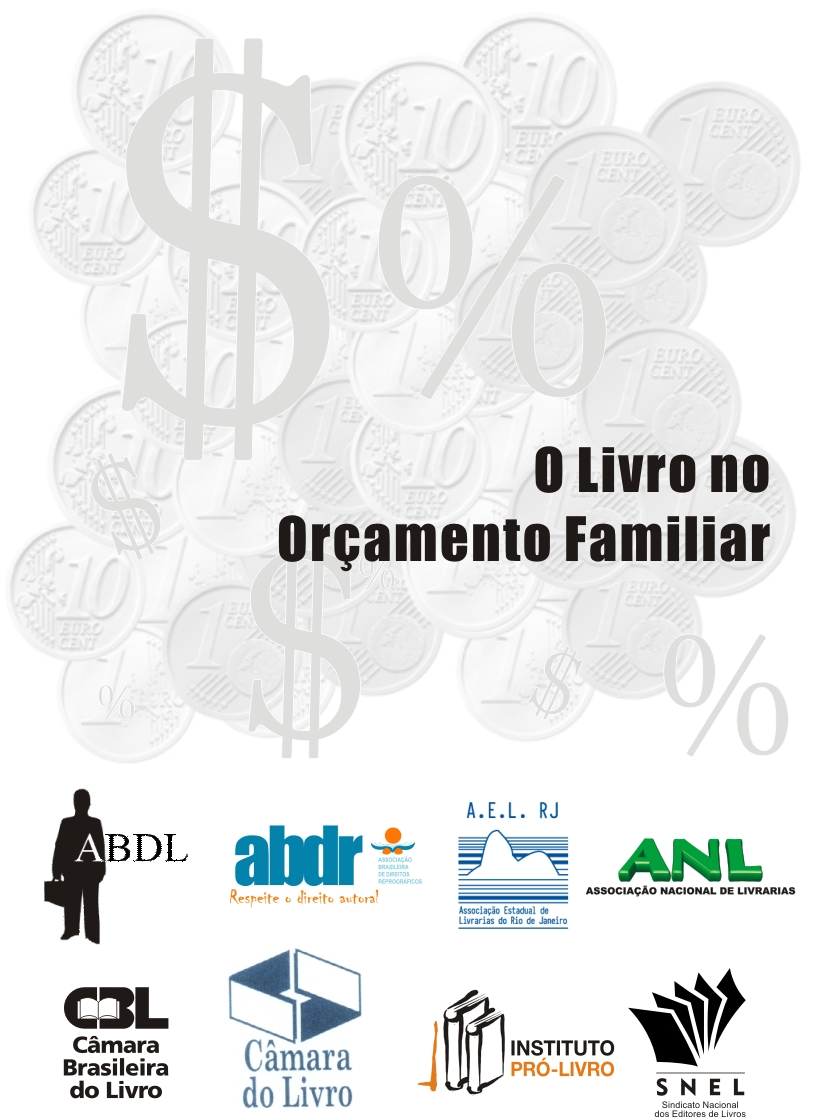 $
%
O Livro no
Orçamento Familiar
$
$
%
%
$
%
ABDL
abdr
ASSOCIAÇÃO
BRASILEIRA
DE DIREITOS
REPROGRÁFICOS
Respeite o direito autoral
A.E.L. RJ
Associação Estadual de
Livrarias do Rio de Janeiro
ANL
ASSOCIAÇÃO NACIONAL DE LIVRARIAS
CBL
Câmara
Brasileira
do Livro
Câmara
do Livro
INSTITUTO
PRÓ-LIVRO
SNEL
Sindicato Nacional
dos Editores de Livros